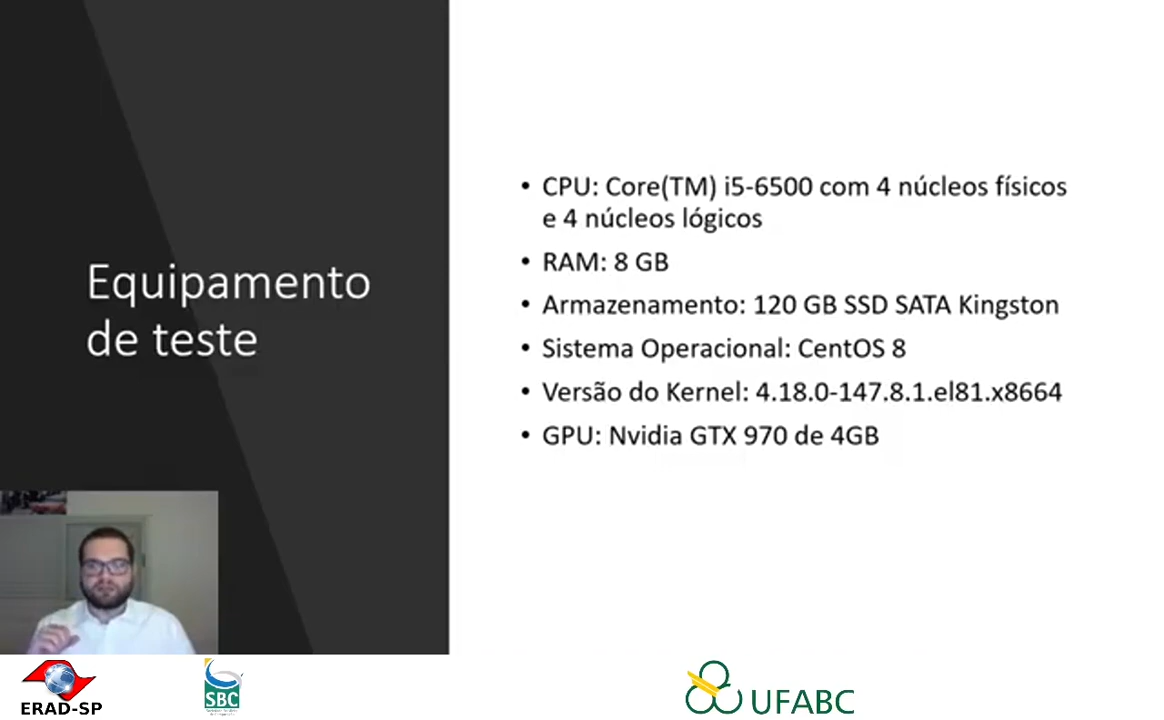 Equipamento
de teste
• CPU: Core(TM) i5-6500 com 4 núcleos físicos
e 4 núcleos lógicos
• RAM: 8 GB
• Armazenamento: 120 GB SSD SATA Kingston
• Sistema Operacional: CentOS 8
• Versão do Kernel: 4.18.0-147.8.1.el81.x8664
• GPU: Nvidia GTX 970 de 4GB
ERAD-SP
SBC
UFABC